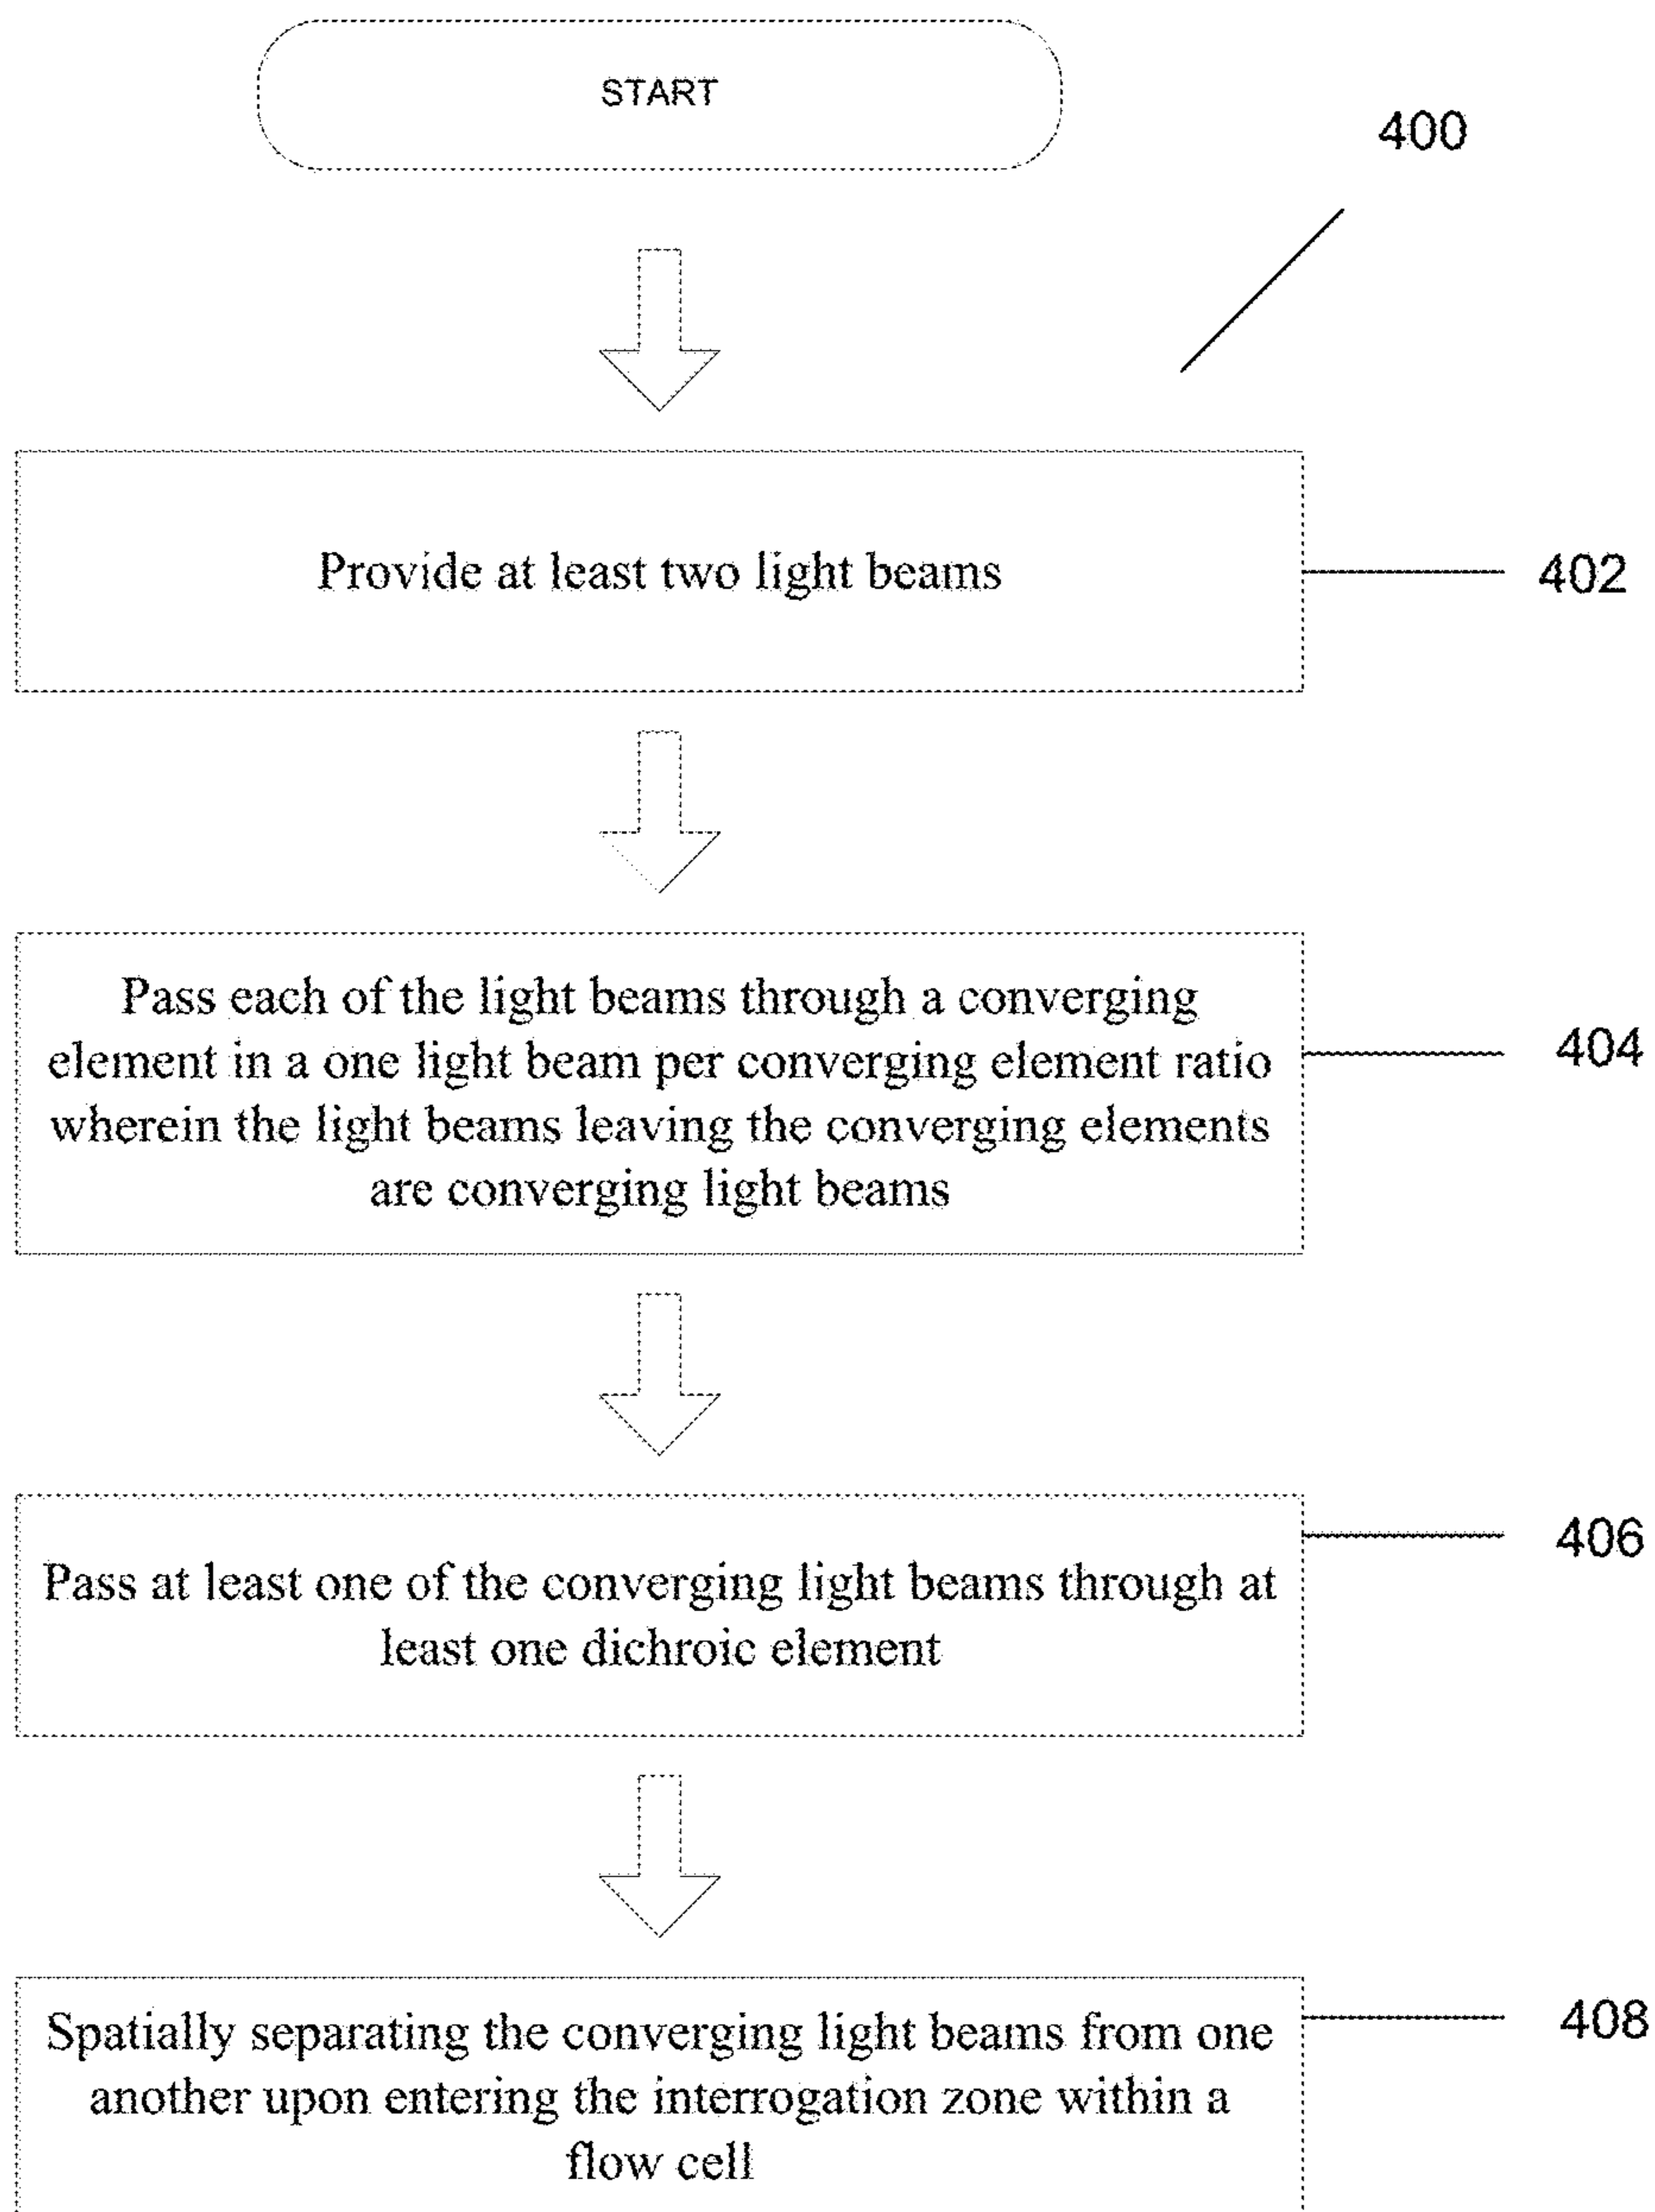 START
400
Provide at least two light beams
402
Pass each of the light beams through a converging
element in a one light beam per converging element ratio
wherein the light beams leaving the converging elements
are converging light beams
404
Pass at least one of the converging light beams through at
least one dichroic element
406
Spatially separating the converging light beams from one
another upon entering the interrogation zone within a
flow cell
408